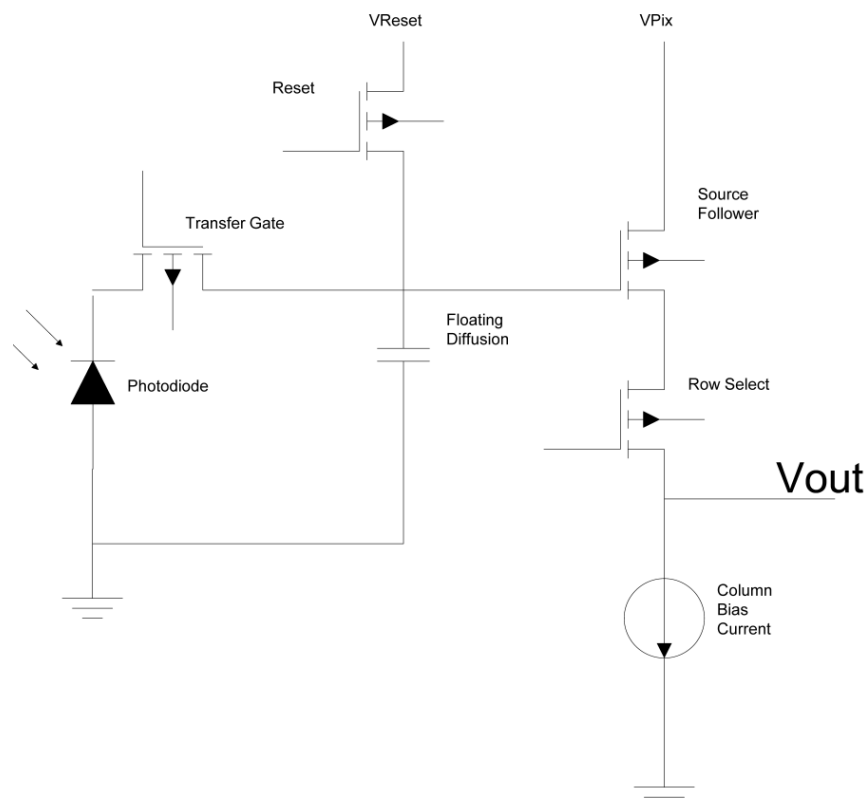 VReset
VPix
Reset
Source
Follower
Transfer Gate
Floating
Diffusion
Photodiode
Row Select
Vout
Column
Bias
Current